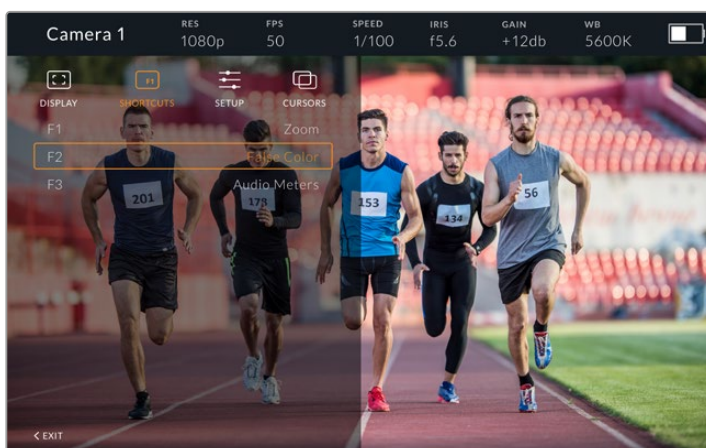 Camera 1
RES FPS SPEED IRIS GAIN WB
1080p 50 1/100 f5.6 +12db 5600K
DISPLAY SHORTCUTS SETUP CURSORS
F1 Zoom
F2 False Color
F3 Audio Meters
201 178 153 134 56
EXIT